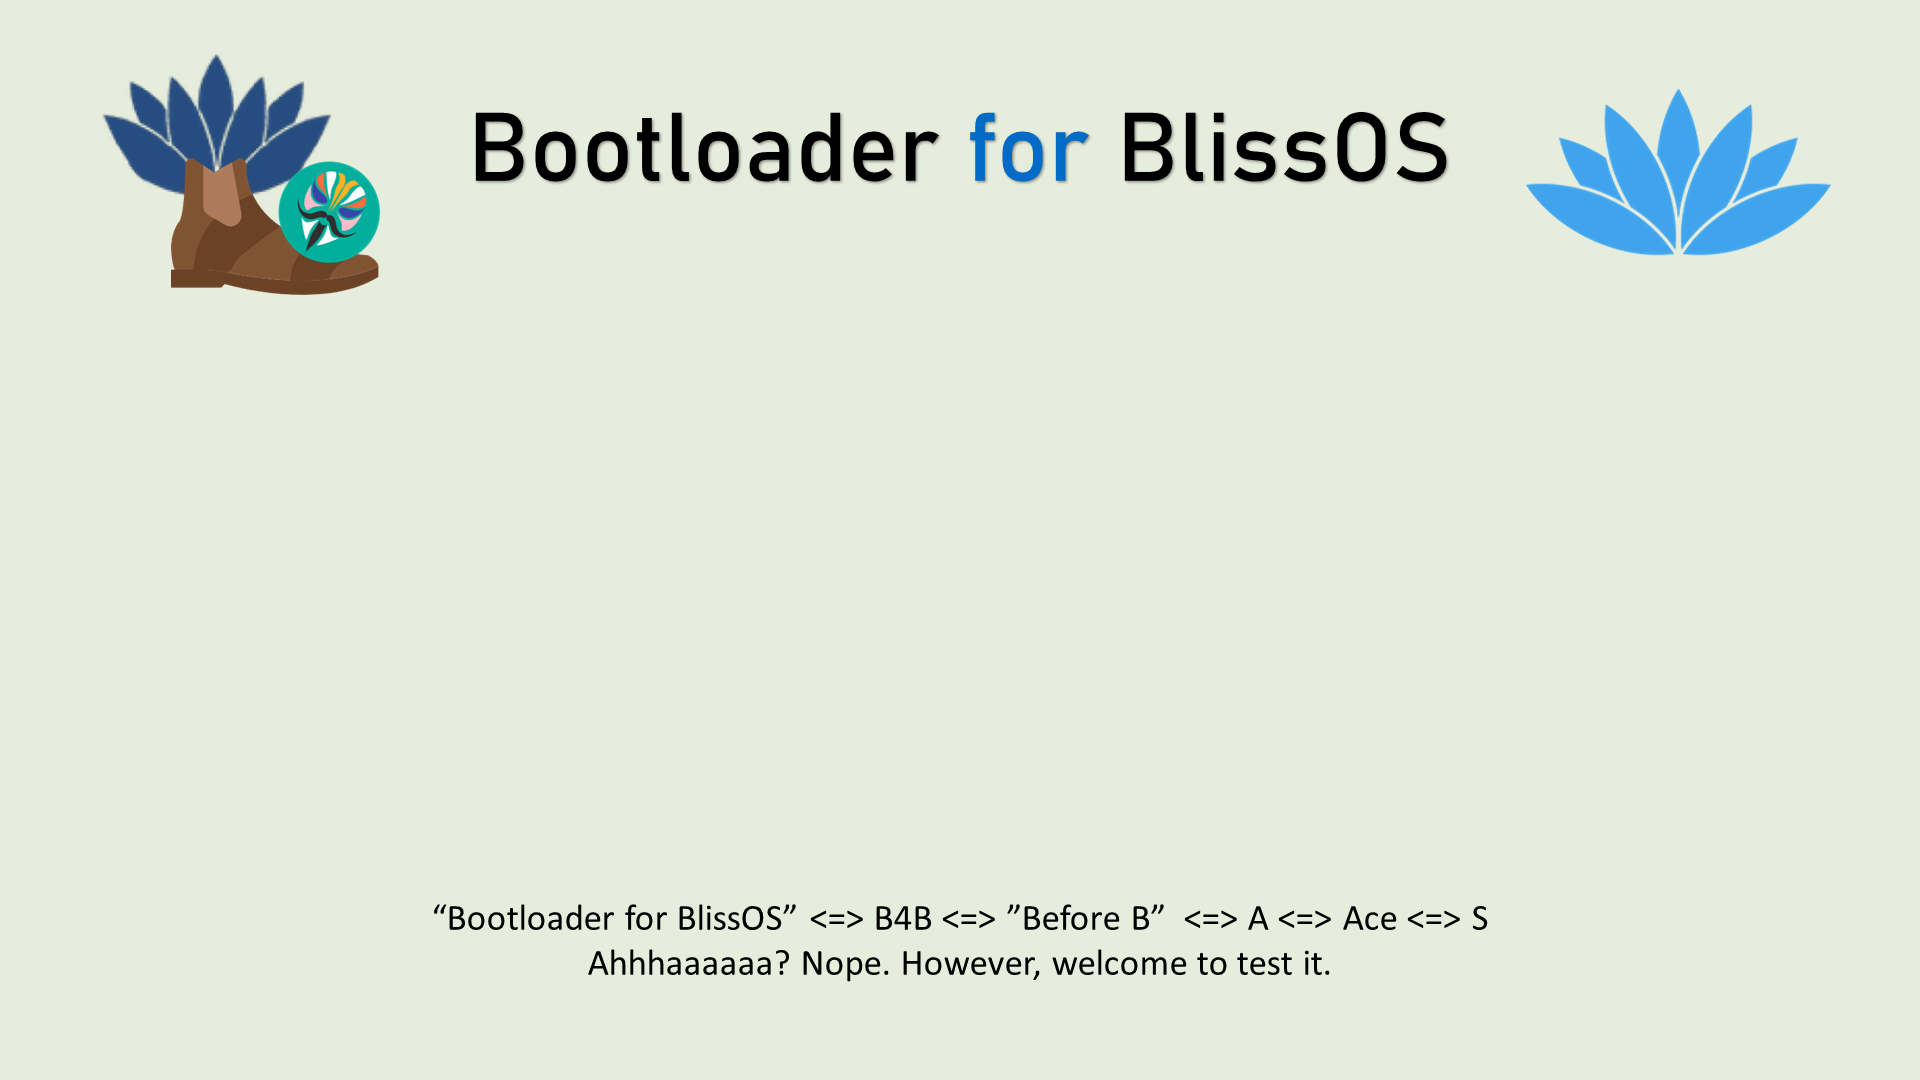 Bootloader for BlissOS
“Bootloader for BlissOS” <=> B4B <=> ”Before B” <=> A <=> Ace <=> S
Ahhhaaaaaa? Nope. However, welcome to test it.